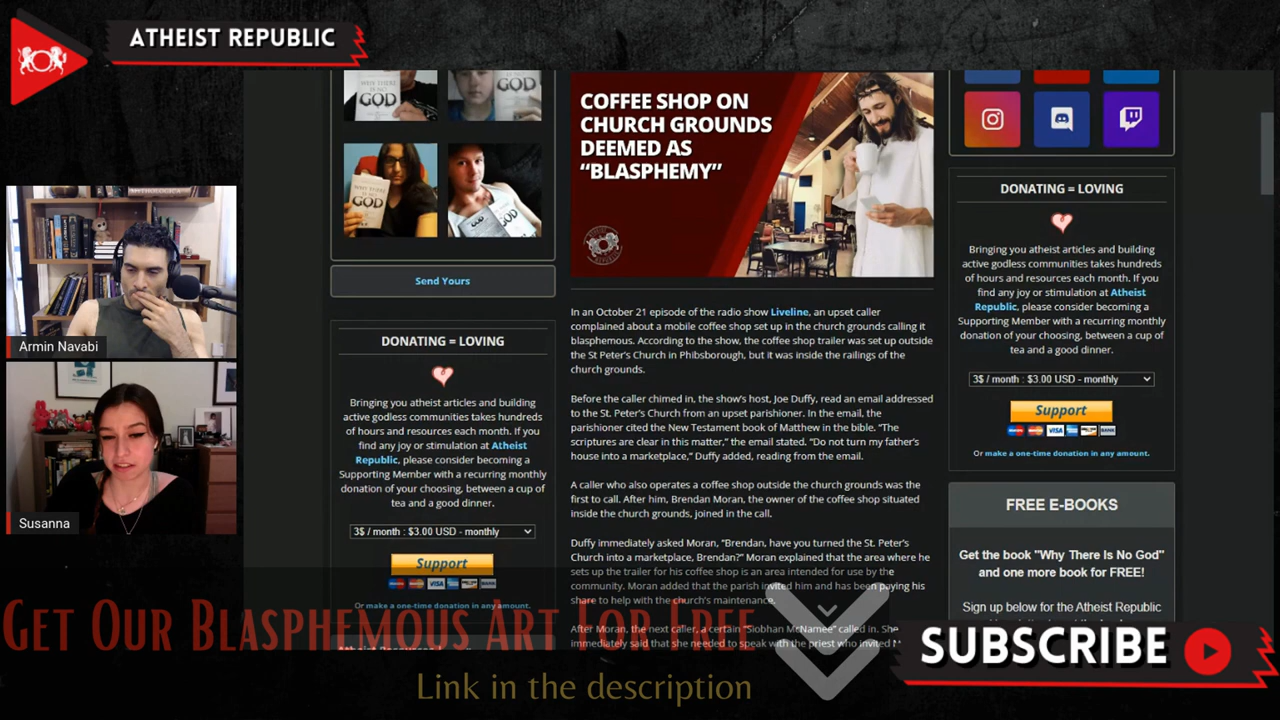 ATHEIST REPUBLIC
Armin Navabi
Susanna
WHY THERE
IS NO
GOD
GOD
Send Yours
DONATING = LOVING
Bringing you atheist articles and building
active godless communities takes hundreds
of hours and resources each month. If you
find any joy or stimulation at Atheist
Republic, please consider becoming a
Supporting Member with a recurring monthly
donation of your choosing, between a cup of
tea and a good dinner.
3$ / month : $3.00 USD - monthly
Support
VISA
Or make a one-time donation in any amount.
COFFEE SHOP ON
CHURCH GROUNDS
DEEMED AS
“BLASPHEMY”
In an October 21 episode of the radio show Liveline, an upset caller
complained about a mobile coffee shop set up in the church grounds calling it
blasphemous. According to the show, the coffee shop trailer was set up outside
the St Peter’s Church in Phibsborough, but it was inside the railings of the
church grounds.
Before the caller chimed in, the show’s host, Joe Duffy, read an email addressed
to the St. Peter’s Church from an upset parishioner. In the email, the
parishioner cited the New Testament book of Matthew in the bible. “The
scriptures are clear in this matter,” the email stated. “Do not turn my father’s
house into a marketplace,” Duffy added, reading from the email.
A caller who also operates a coffee shop outside the church grounds was the
first to call. After him, Brendan Moran, the owner of the coffee shop situated
inside the church grounds, joined in the call.
Duffy immediately asked Moran, “Brendan, have you turned the St. Peter’s
Church into a marketplace, Brendan?” Moran explained that the area where he
sets up the trailer for his coffee shop is an area intended for use by the
community. Moran added that the parish invited him and has been paying his
share to help with the church’s maintenance.
After Moran, the next caller, a certain “Siobhan McNamee” called in. She
immediately said that she needed to speak with the priest who invited
DONATING = LOVING
Bringing you atheist articles and building
active godless communities takes hundreds
of hours and resources each month. If you
find any joy or stimulation at Atheist
Republic, please consider becoming a
Supporting Member with a recurring monthly
donation of your choosing, between a cup of
tea and a good dinner.
3$ / month : $3.00 USD - monthly
Support
VISA
Or make a one-time donation in any amount.
FREE E-BOOKS
Get the book "Why There Is No God"
and one more book for FREE!
Sign up below for the Atheist Republic
GET OUR BLASPHEMOUS ART FOR FREE
Link in the description
SUBSCRIBE